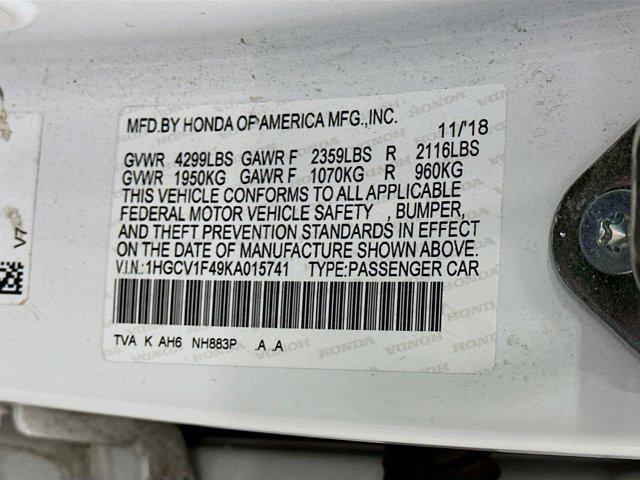 MFD.BY HONDA OF AMERICA MFG.,INC.
11/'18
GVWR 4299LBS GAWR F 2359LBS R 2116LBS
GVWR 1950KG GAWR F 1070KG R 960KG
THIS VEHICLE CONFORMS TO ALL APPLICABLE
FEDERAL MOTOR VEHICLE SAFETY , BUMPER,
AND THEFT PREVENTION STANDARDS IN EFFECT
ON THE DATE OF MANUFACTURE SHOWN ABOVE.
V.I.N.:1HGCV1F49KA015741 TYPE:PASSENGER CAR
TVA K AH6 NH883P .A .A
V7